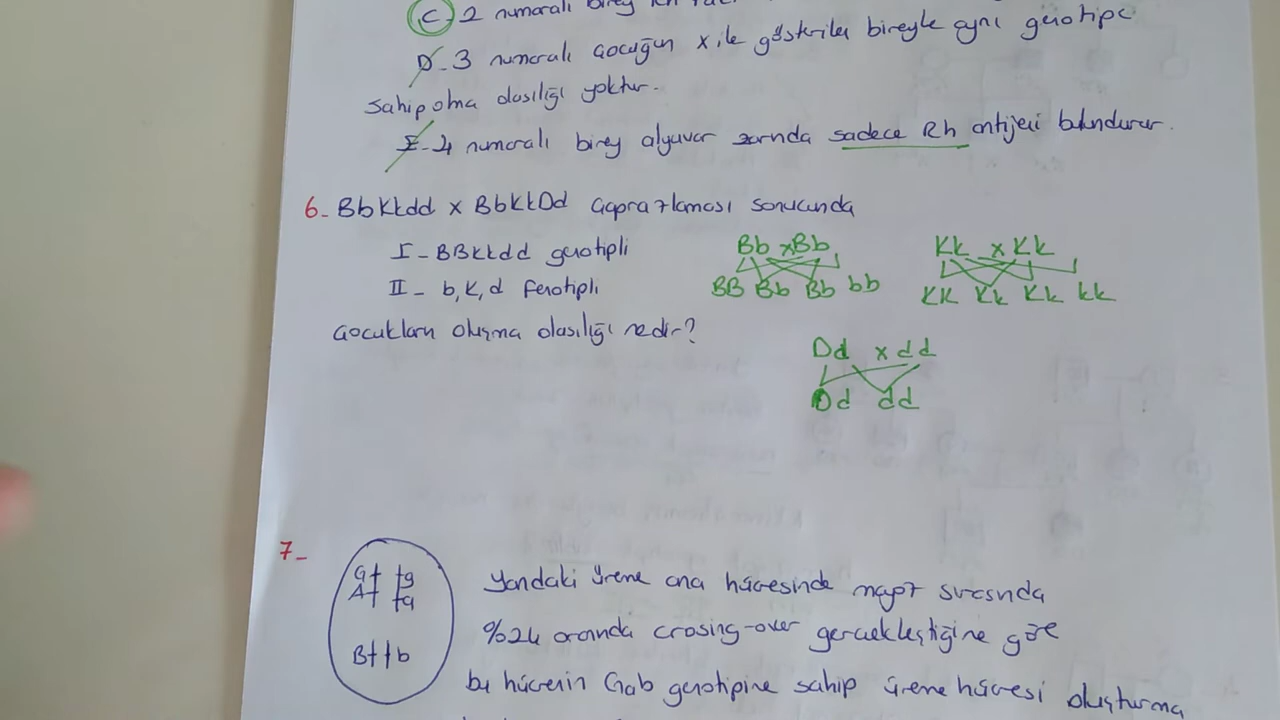 C 2 numaralı birey
D- 3 numaralı çocuğun x ile gösterilen bireyle aynı genotipe
sahip olma olasılığı yoktur.
E- 4 numaralı birey alyuvar zarında sadece Rh antijeni bulundurur.
6- BbKkdd x BbKkDd çaprazlaması sonucunda
I- BBkkdd genotipli
II- b, K, d fenotipli
çocukların oluşma olasılığı nedir?
Bb x Bb
BB Bb Bb bb
Kk x Kk
KK Kk Kk kk
Dd x dd
Dd dd
7-
G g
A a
B b
Yandaki üreme ana hücresinde mayoz sırasında
%24 oranında crosing-over gerçekleştiğine göre
bu hücrenin Gab genotipine sahip üreme hücresi oluşturma